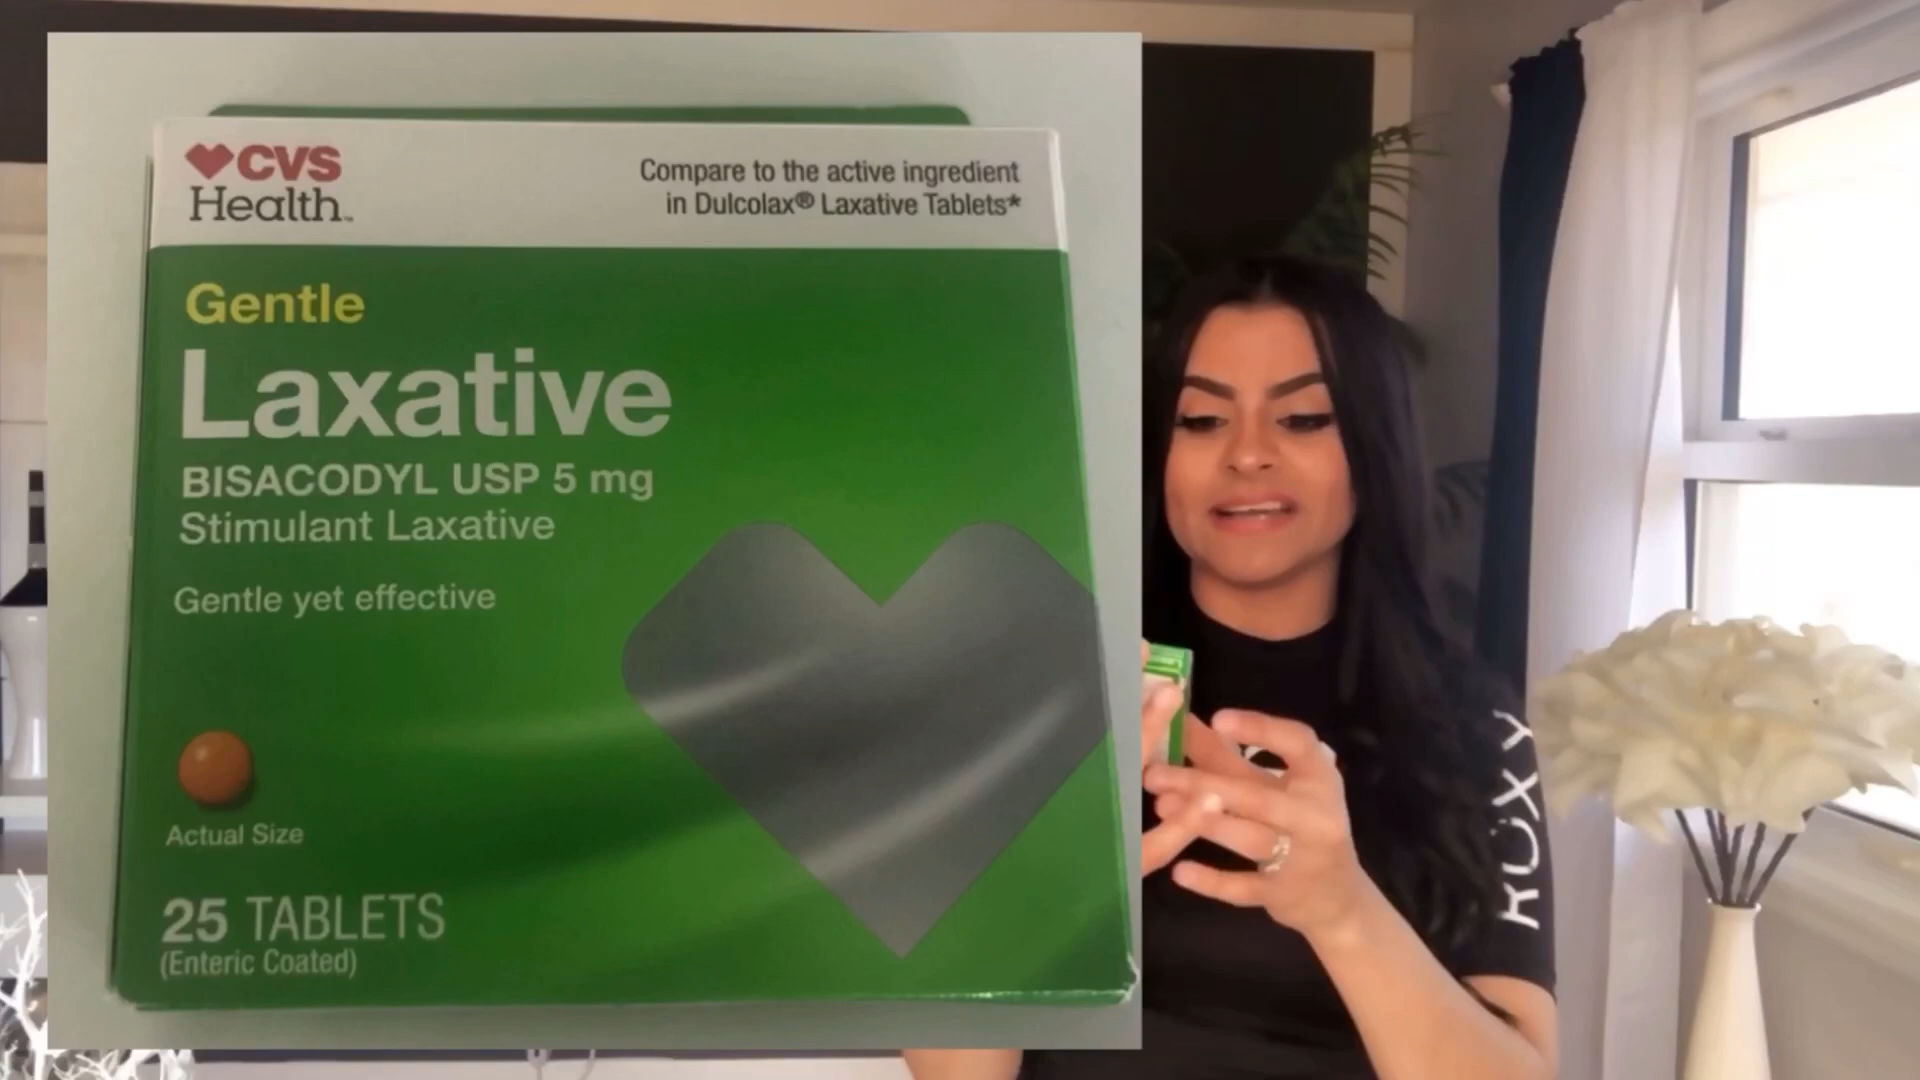 CVS
Health™
Compare to the active ingredient
in Dulcolax® Laxative Tablets*
Gentle
Laxative
BISACODYL USP 5 mg
Stimulant Laxative
Gentle yet effective
Actual Size
25 TABLETS
(Enteric Coated)
ROXY